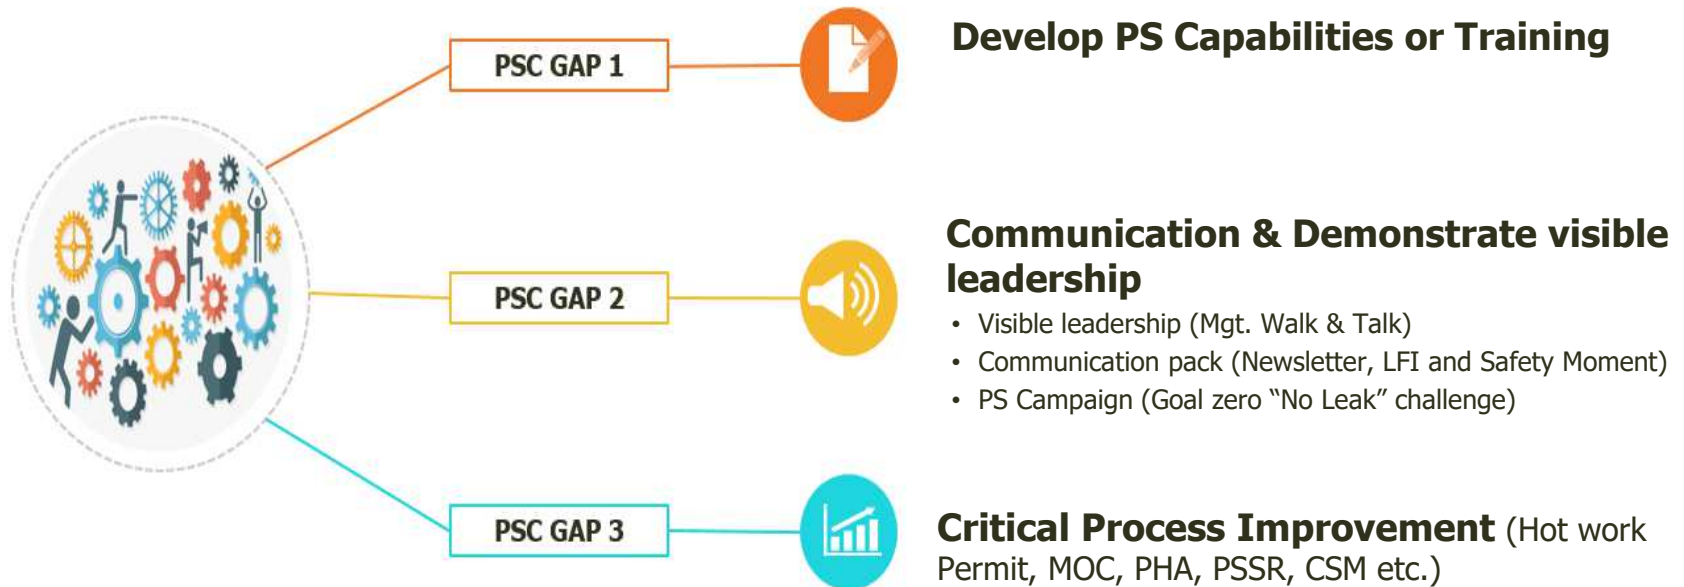 PSC GAP 1
Develop PS Capabilities or Training
PSC GAP 2
Communication & Demonstrate visible
leadership
• Visible leadership (Mgt. Walk & Talk)
• Communication pack (Newsletter, LFI and Safety Moment)
• PS Campaign (Goal zero “No Leak” challenge)
PSC GAP 3
Critical Process Improvement (Hot work
Permit, MOC, PHA, PSSR, CSM etc.)